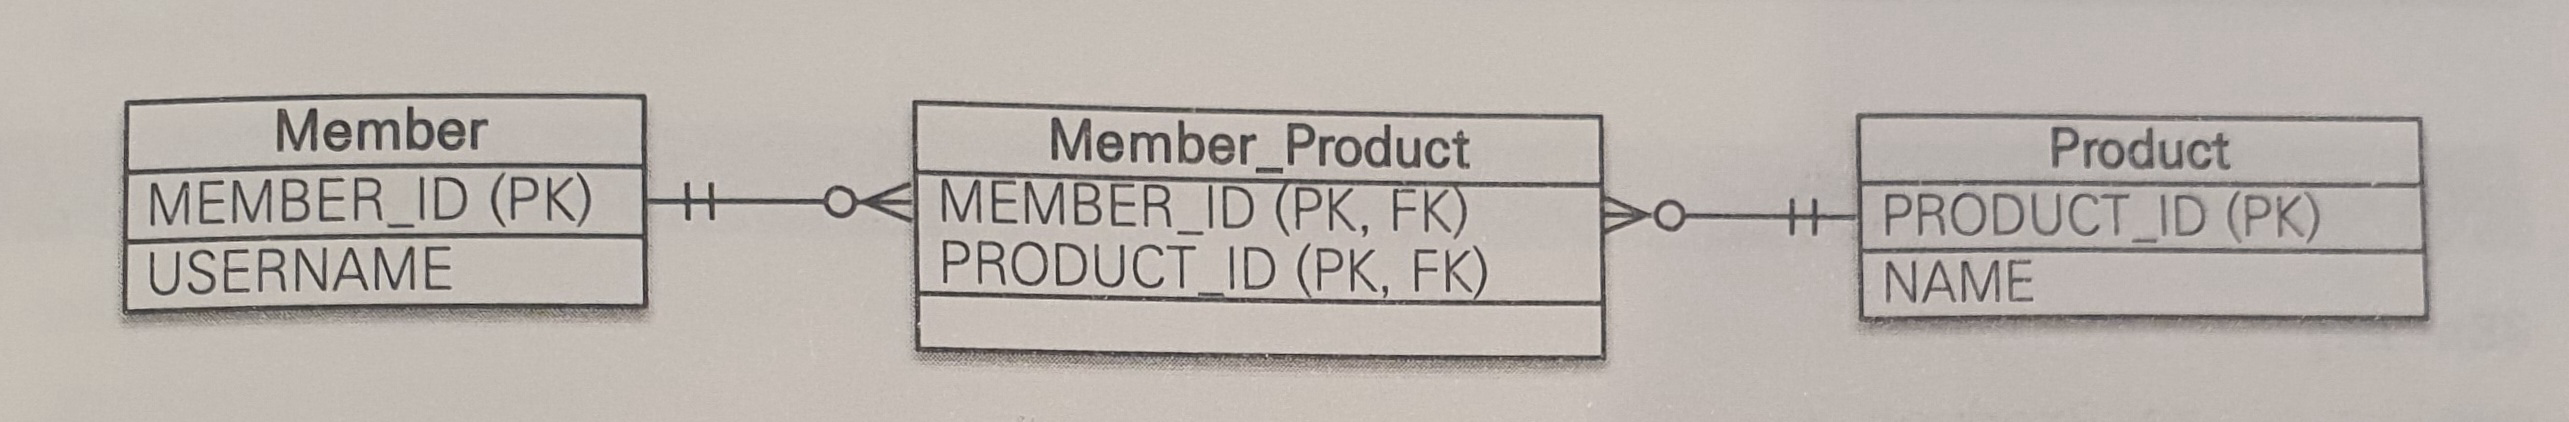 Member
MEMBER_ID (PK)
USERNAME
Member_Product
MEMBER_ID (PK, FK)
PRODUCT_ID (PK, FK)
Product
PRODUCT_ID (PK)
NAME